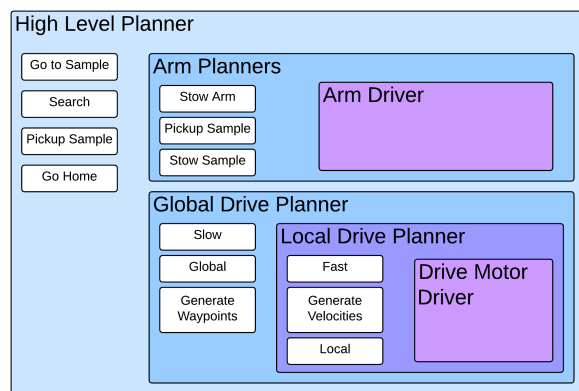 High Level Planner
Go to Sample
Search
Pickup Sample
Go Home
Arm Planners
Stow Arm
Pickup Sample
Stow Sample
Arm Driver
Global Drive Planner
Slow
Global
Generate
Waypoints
Local Drive Planner
Fast
Generate
Velocities
Local
Drive Motor
Driver